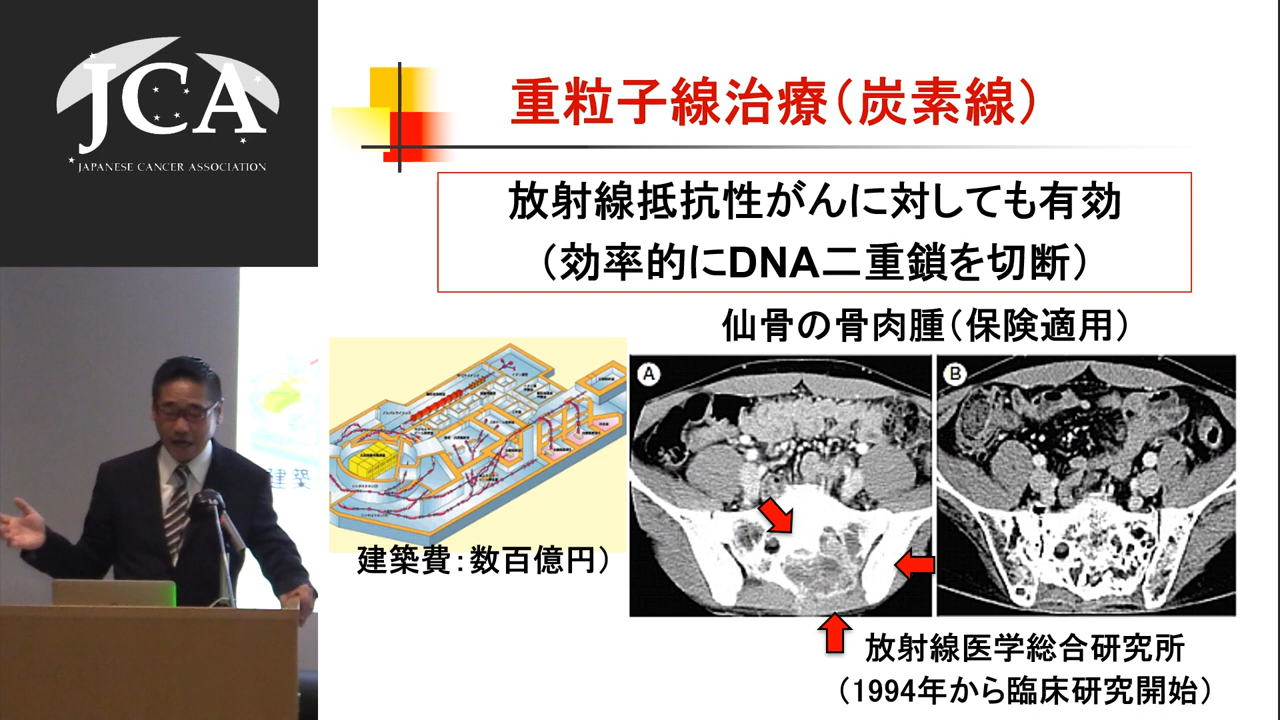 JCA
JAPANESE CANCER ASSOCIATION
重粒子線治療（炭素線）
放射線抵抗性がんに対しても有効
（効率的にDNA二重鎖を切断）
仙骨の骨肉腫（保険適用）
A
B
建築費：数百億円）
建築
放射線医学総合研究所
（1994年から臨床研究開始）